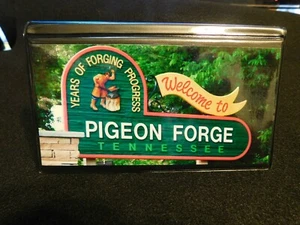 YEARS OF FORGING PROGRESS
Welcome to
PIGEON FORGE
TENNESSEE